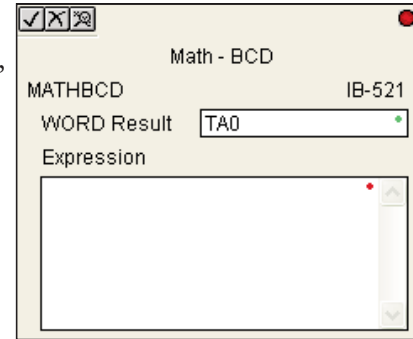 ,
Math - BCD
MATHBCD IB-521
WORD Result TA0
Expression